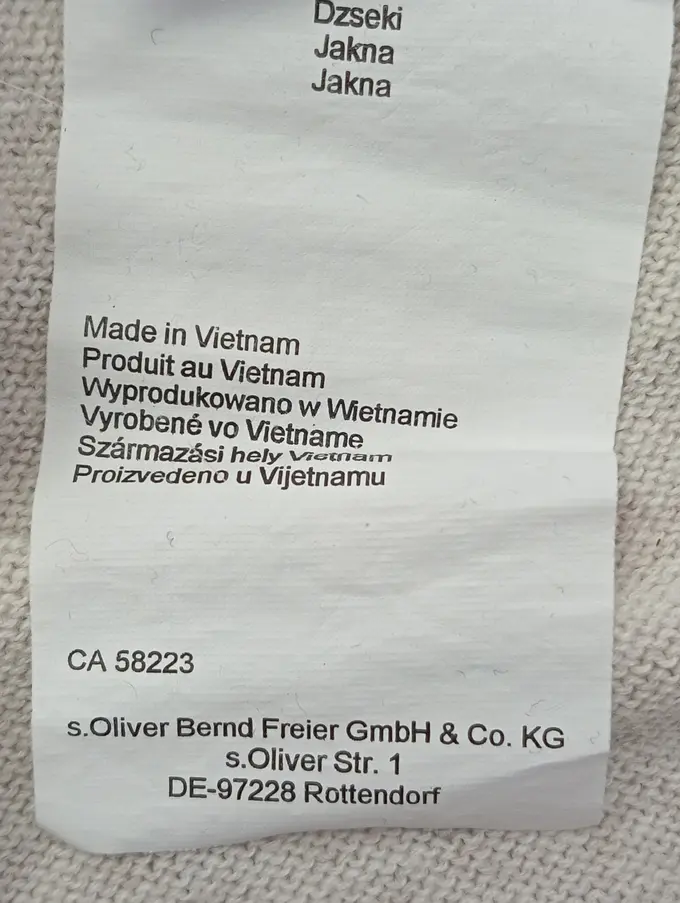 Dzseki
Jakna
Jakna
Made in Vietnam
Produit au Vietnam
Wyprodukowano w Wietnamie
Vyrobené vo Vietname
Származási hely Vietnam
Proizvedeno u Vijetnamu
CA 58223
s.Oliver Bernd Freier GmbH & Co. KG
s.Oliver Str. 1
DE-97228 Rottendorf